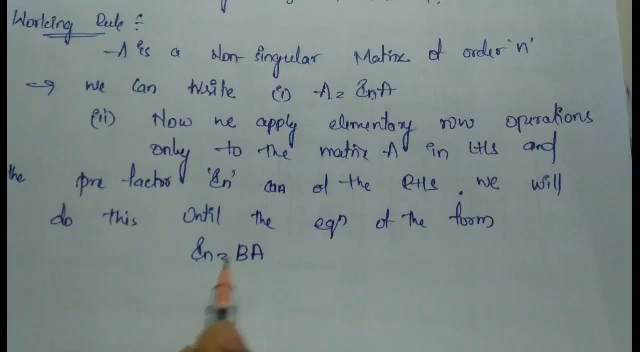 Working Rule :
A is a Non singular Matrix of order 'n'
→ we can write (i) A = InA
(ii) Now we apply elementary row operations
only to the matrix A in LHS and
the pre factor 'In' of the RHS. we will
do this until the eqn of the form
In = BA